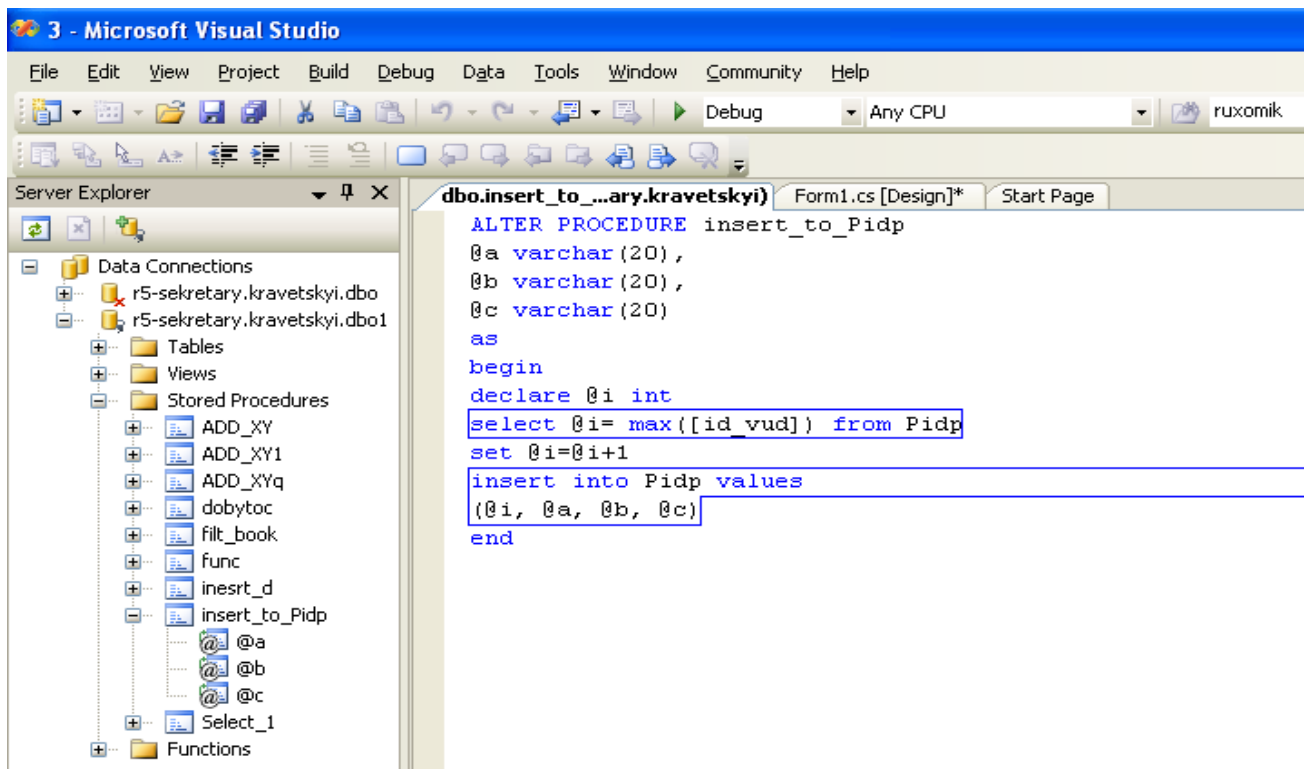 3 - Microsoft Visual Studio
File Edit View Project Build Debug Data Tools Window Community Help
Debug Any CPU ruxomik
Server Explorer
dbo.insert_to_...ary.kravetskyi) Form1.cs [Design]* Start Page
Data Connections
r5-sekretary.kravetskyi.dbo
r5-sekretary.kravetskyi.dbo1
Tables
Views
Stored Procedures
ADD_XY
ADD_XY1
ADD_XYq
dobytoc
filt_book
func
inesrt_d
insert_to_Pidp
@a
@b
@c
Select_1
Functions
ALTER PROCEDURE insert_to_Pidp
@a varchar(20),
@b varchar(20),
@c varchar(20)
as
begin
declare @i int
select @i= max([id_vud]) from Pidp
set @i=@i+1
insert into Pidp values
(@i, @a, @b, @c)
end